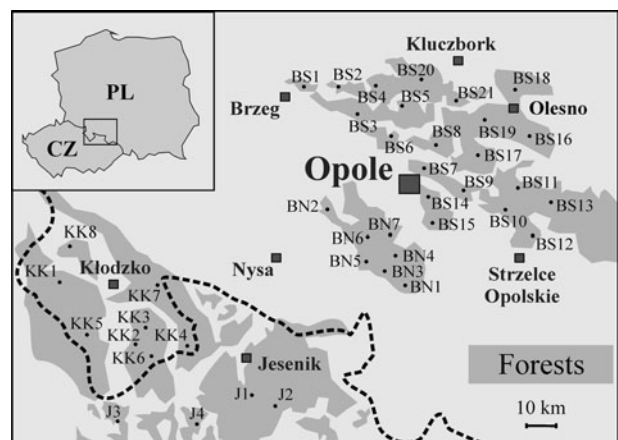 PL
CZ
Kluczbork
Brzeg
Olesno
Opole
Nysa
Strzelce
Opolskie
Kłodzko
Jesenik
BS1
BS2
BS20
BS18
BS4
BS5
BS21
BS3
BS19
BS16
BS6
BS8
BS17
BS7
BS9
BS11
BS14
BS10
BS13
BS15
BS12
BN2
BN7
BN6
BN4
BN5
BN3
BN1
KK8
KK1
KK7
KK3
KK5
KK2
KK4
KK6
J1
J2
J3
J4
Forests
10 km